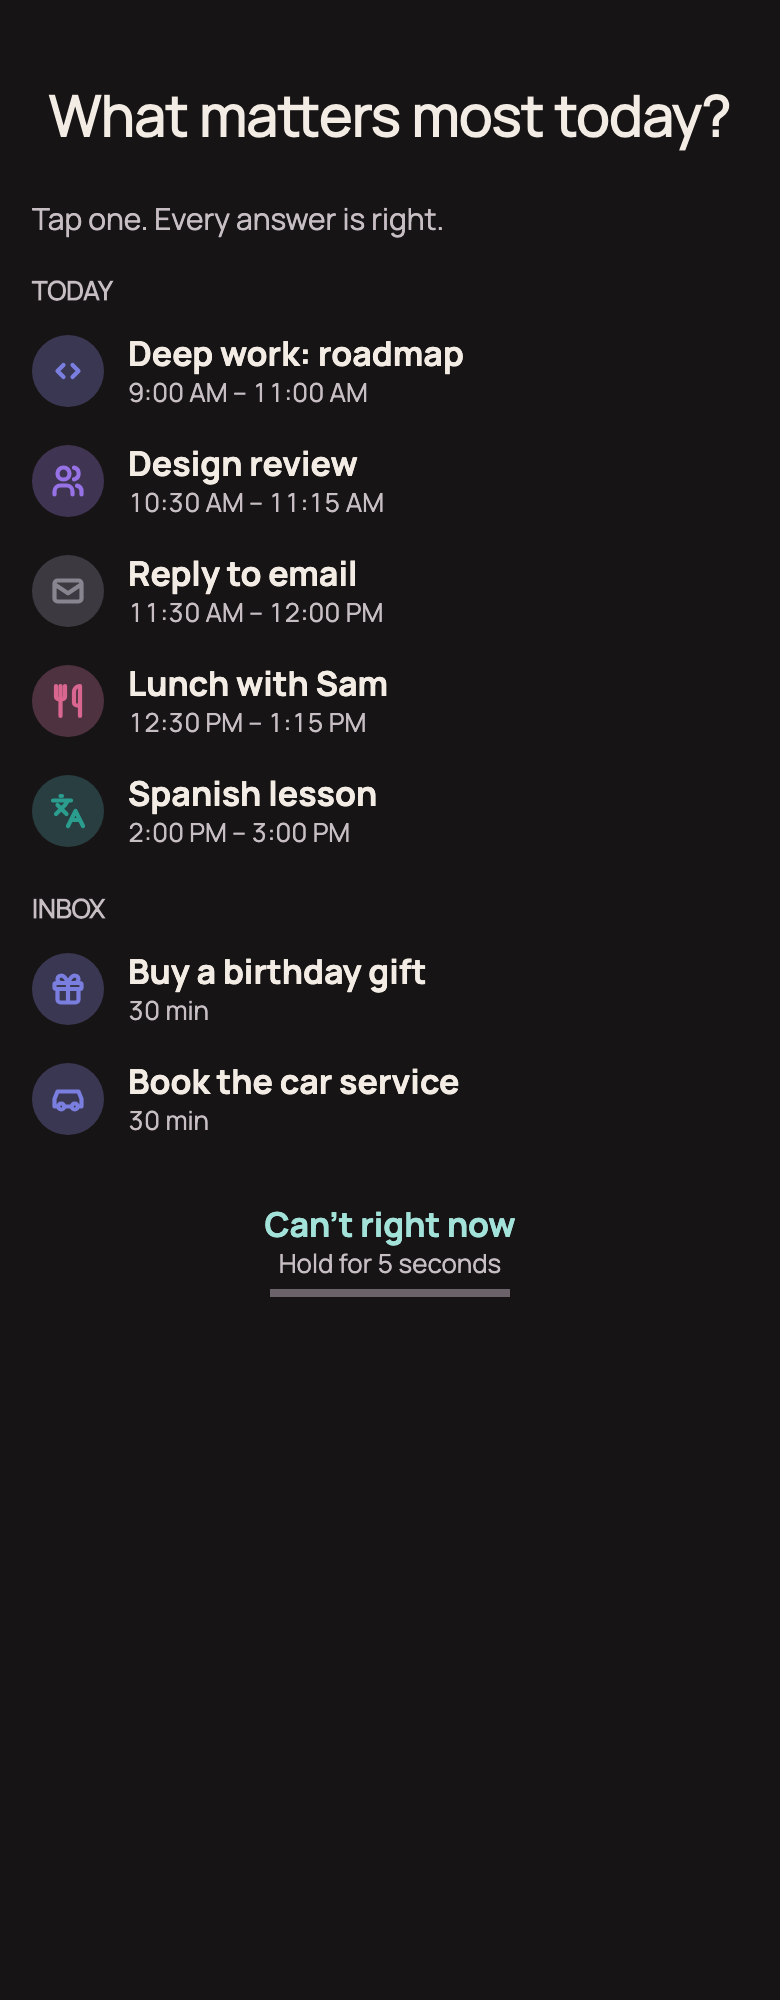 What matters most today?
Tap one. Every answer is right.
TODAY
Deep work: roadmap
9:00 AM – 11:00 AM
Design review
10:30 AM – 11:15 AM
Reply to email
11:30 AM – 12:00 PM
Lunch with Sam
12:30 PM – 1:15 PM
Spanish lesson
2:00 PM – 3:00 PM
INBOX
Buy a birthday gift
30 min
Book the car service
30 min
Can’t right now
Hold for 5 seconds